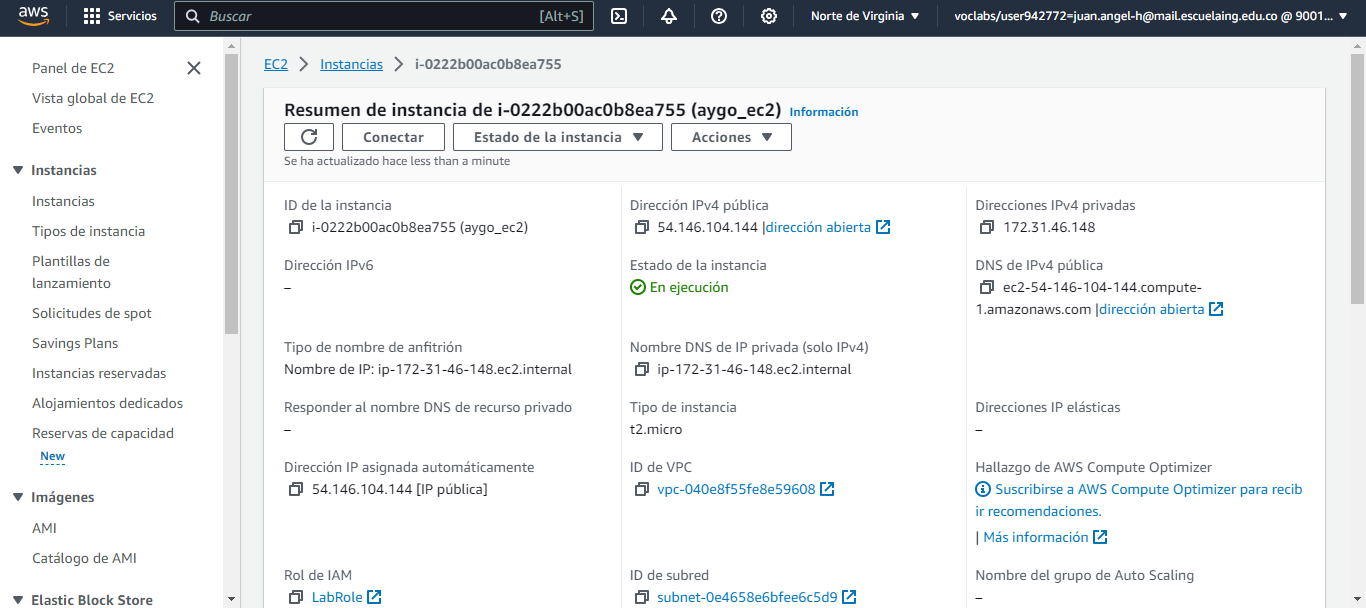 aws
Servicios
Buscar
[Alt+S]
Norte de Virginia
voclabs/user942772=juan.angel-h@mail.escuelaing.edu.co @ 9001...
Panel de EC2
Vista global de EC2
Eventos
Instancias
Instancias
Tipos de instancia
Plantillas de
lanzamiento
Solicitudes de spot
Savings Plans
Instancias reservadas
Alojamientos dedicados
Reservas de capacidad
New
Imágenes
AMI
Catálogo de AMI
Elastic Block Store
EC2 > Instancias > i-0222b00ac0b8ea755
Resumen de instancia de i-0222b00ac0b8ea755 (aygo_ec2) Información
Conectar
Estado de la instancia
Acciones
Se ha actualizado hace less than a minute
ID de la instancia
i-0222b00ac0b8ea755 (aygo_ec2)
Dirección IPv4 pública
54.146.104.144 |dirección abierta
Direcciones IPv4 privadas
172.31.46.148
Dirección IPv6
–
Estado de la instancia
En ejecución
DNS de IPv4 pública
ec2-54-146-104-144.compute-
1.amazonaws.com |dirección abierta
Tipo de nombre de anfitrión
Nombre de IP: ip-172-31-46-148.ec2.internal
Nombre DNS de IP privada (solo IPv4)
ip-172-31-46-148.ec2.internal
Responder al nombre DNS de recurso privado
–
Tipo de instancia
t2.micro
Direcciones IP elásticas
–
Dirección IP asignada automáticamente
54.146.104.144 [IP pública]
ID de VPC
vpc-040e8f55fe8e59608
Hallazgo de AWS Compute Optimizer
Suscribirse a AWS Compute Optimizer para recib
ir recomendaciones.
| Más información
Rol de IAM
LabRole
ID de subred
subnet-0e4658e6bfee6c5d9
Nombre del grupo de Auto Scaling
–